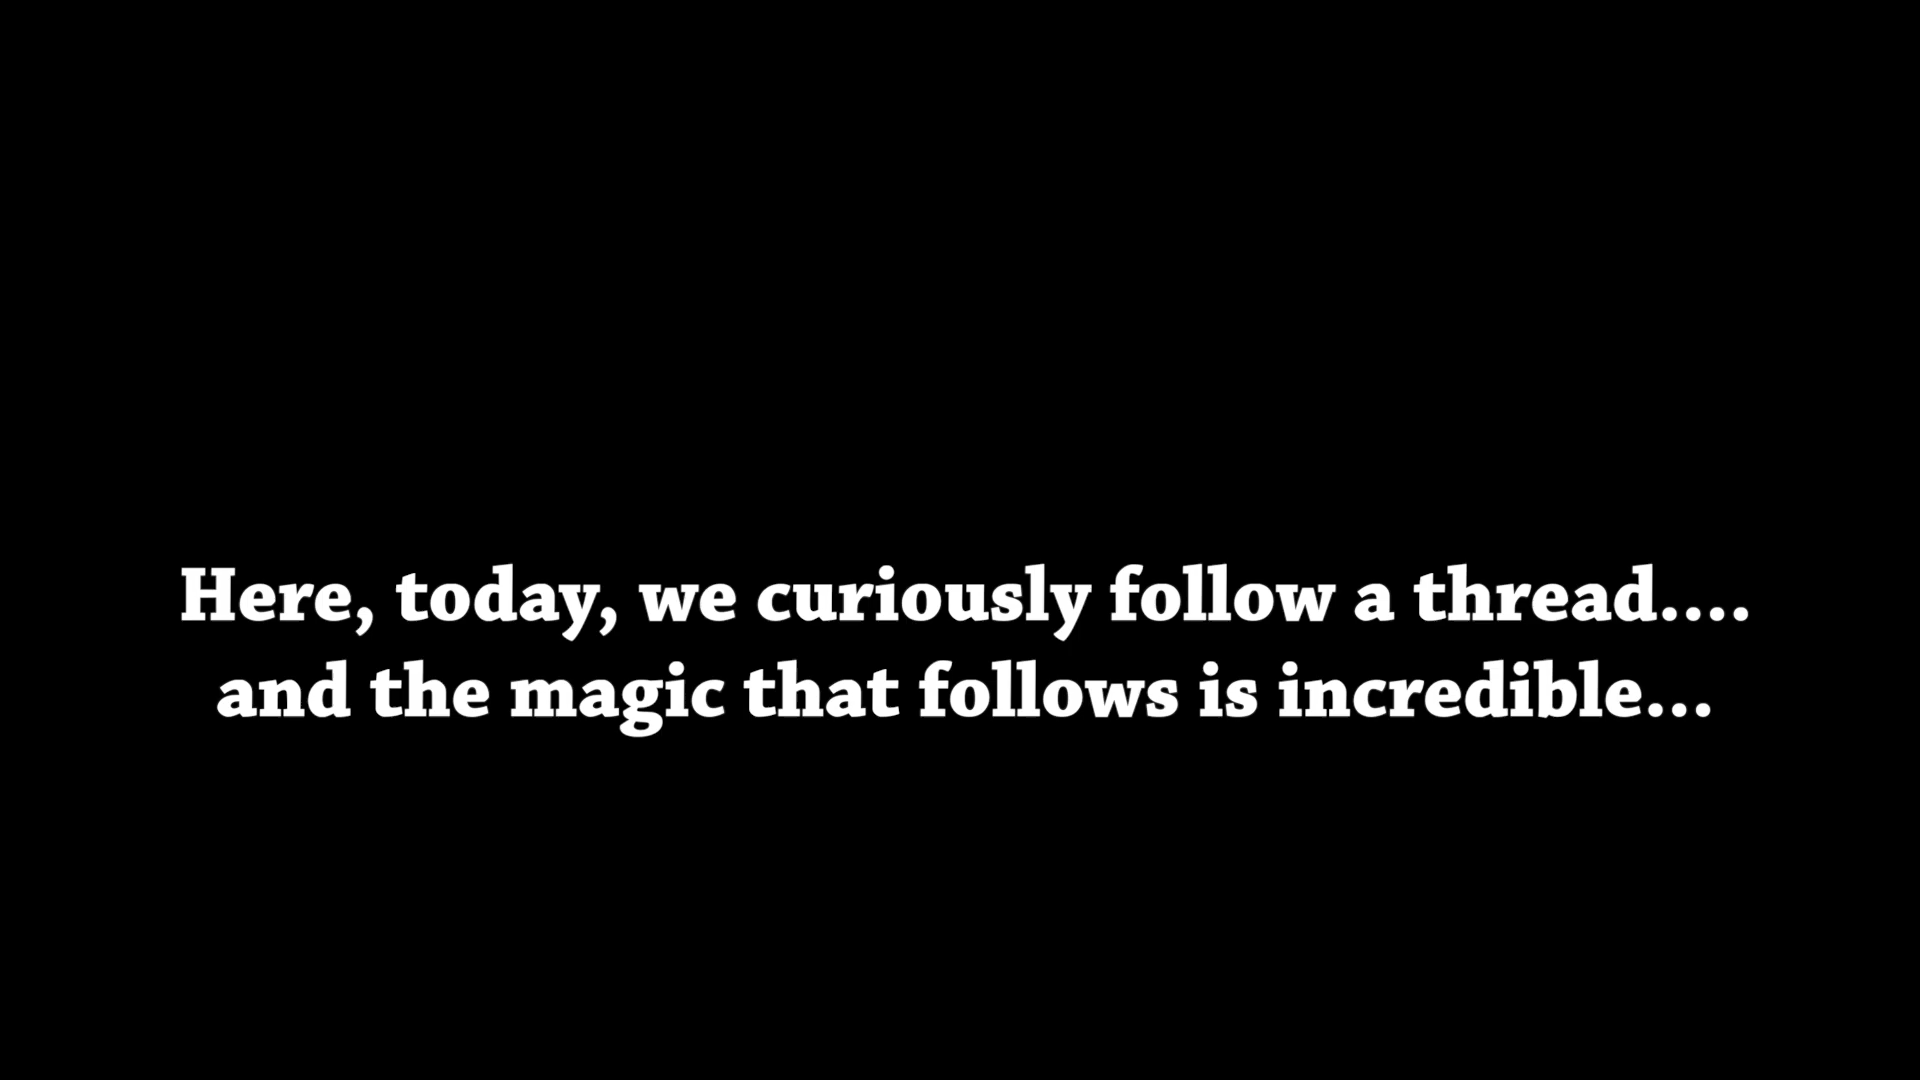 Here, today, we curiously follow a thread....
and the magic that follows is incredible...